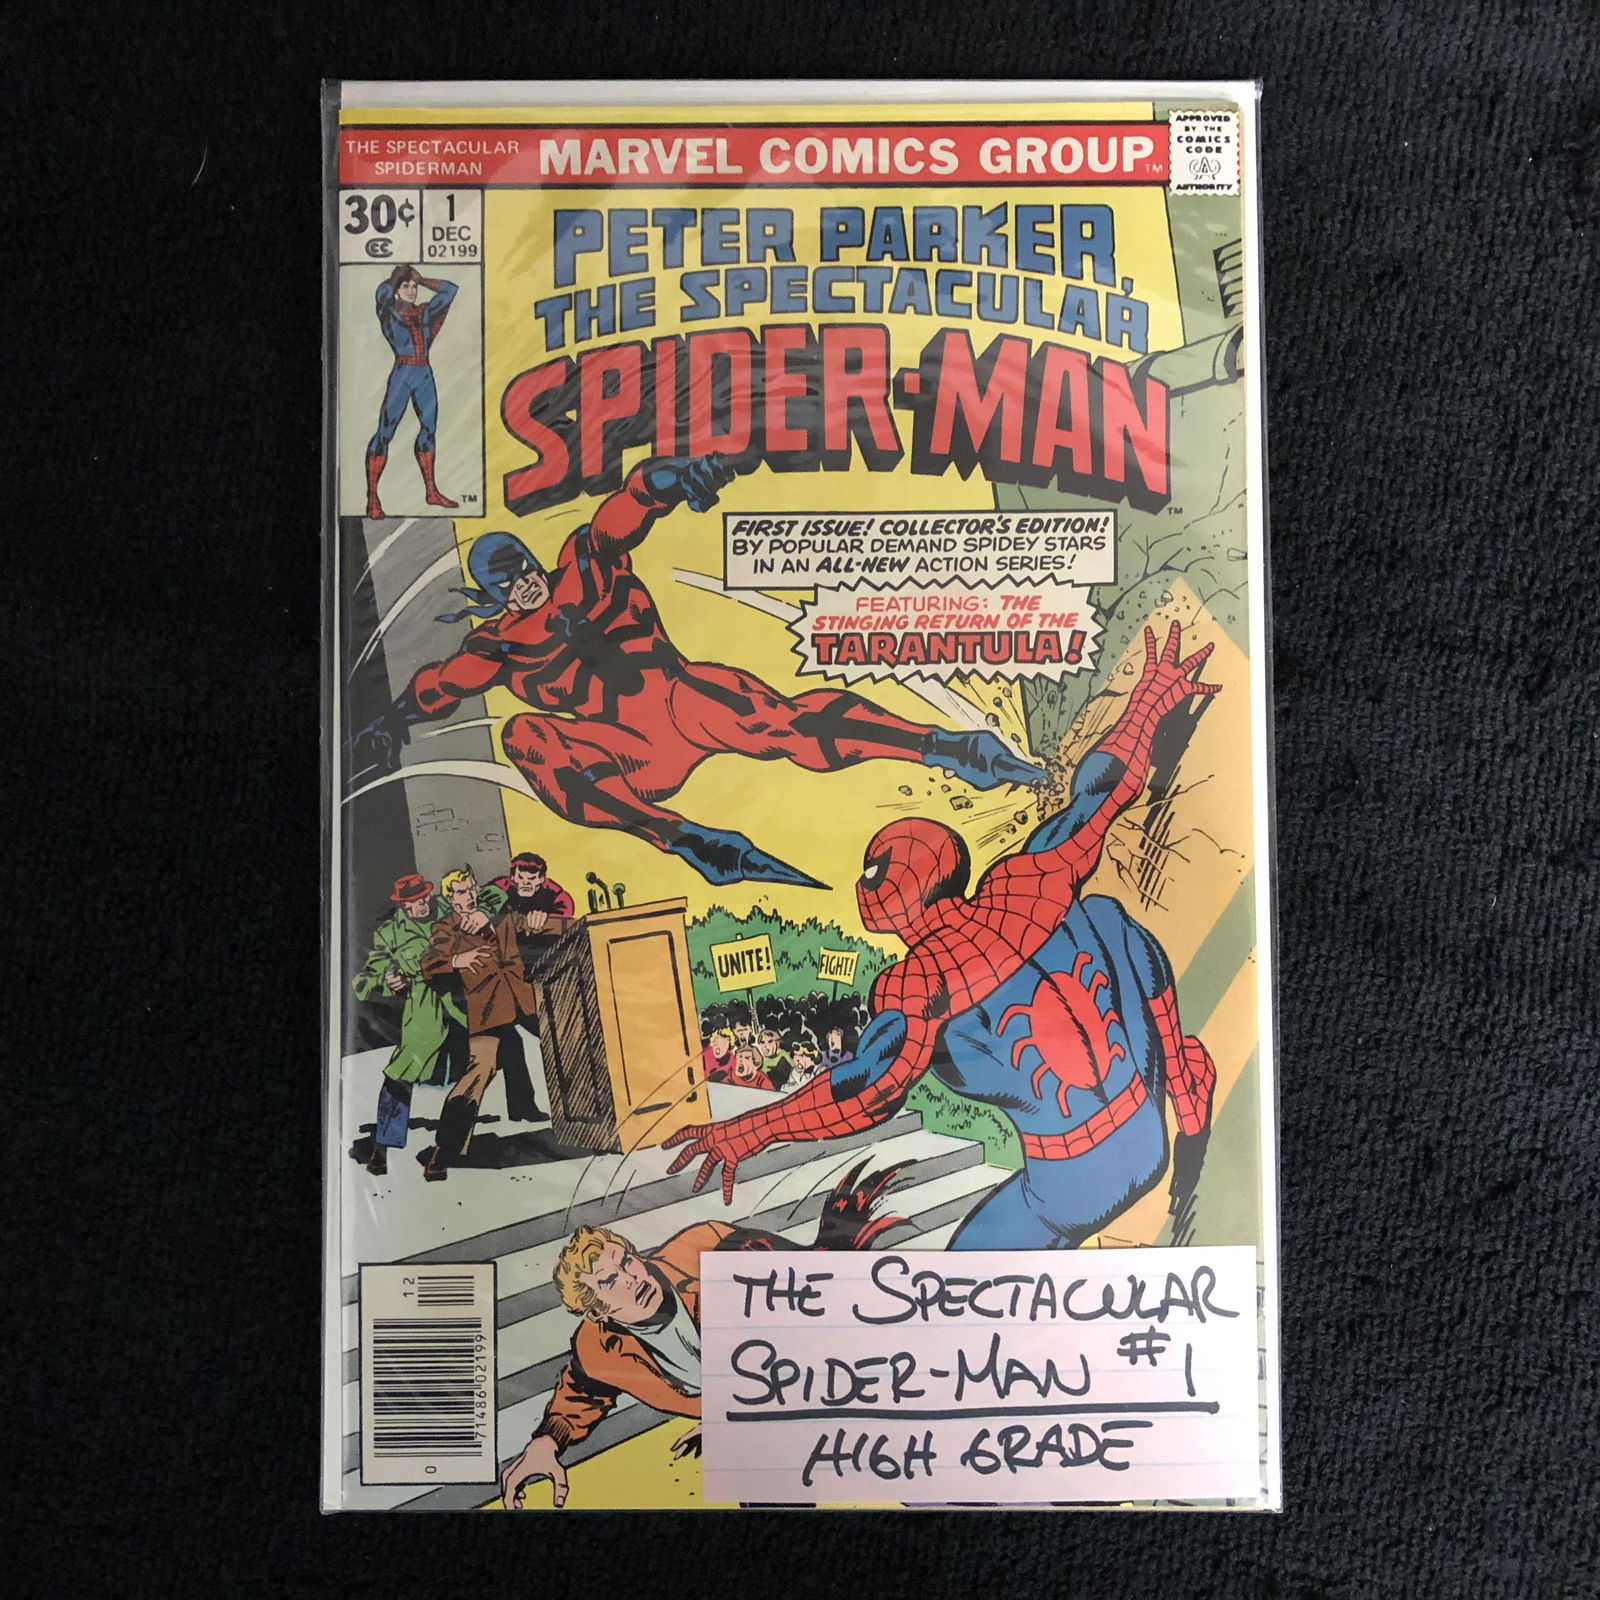 THE SPECTACULAR
SPIDERMAN
MARVEL COMICS GROUP™
APPROVED
BY THE
COMICS
CODE
AUTHORITY
30¢
CC
1
DEC
02199
PETER PARKER,
THE SPECTACULAR
SPIDER-MAN
TM
TM
FIRST ISSUE! COLLECTOR'S EDITION!
BY POPULAR DEMAND SPIDEY STARS
IN AN ALL-NEW ACTION SERIES!
FEATURING: THE
STINGING RETURN OF THE
TARANTULA!
UNITE!
FIGHT!
12
71486 02199
0
THE SPECTACULAR
SPIDER-MAN #1
HIGH GRADE